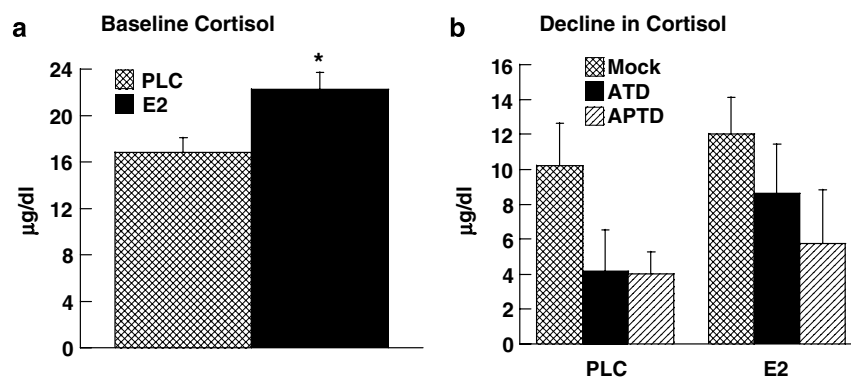 a Baseline Cortisol
*
PLC
E2
24
22
16
12
8
4
0
µg/dl
b Decline in Cortisol
Mock
ATD
APTD
16
14
12
10
8
6
4
2
0
µg/dl
PLC
E2